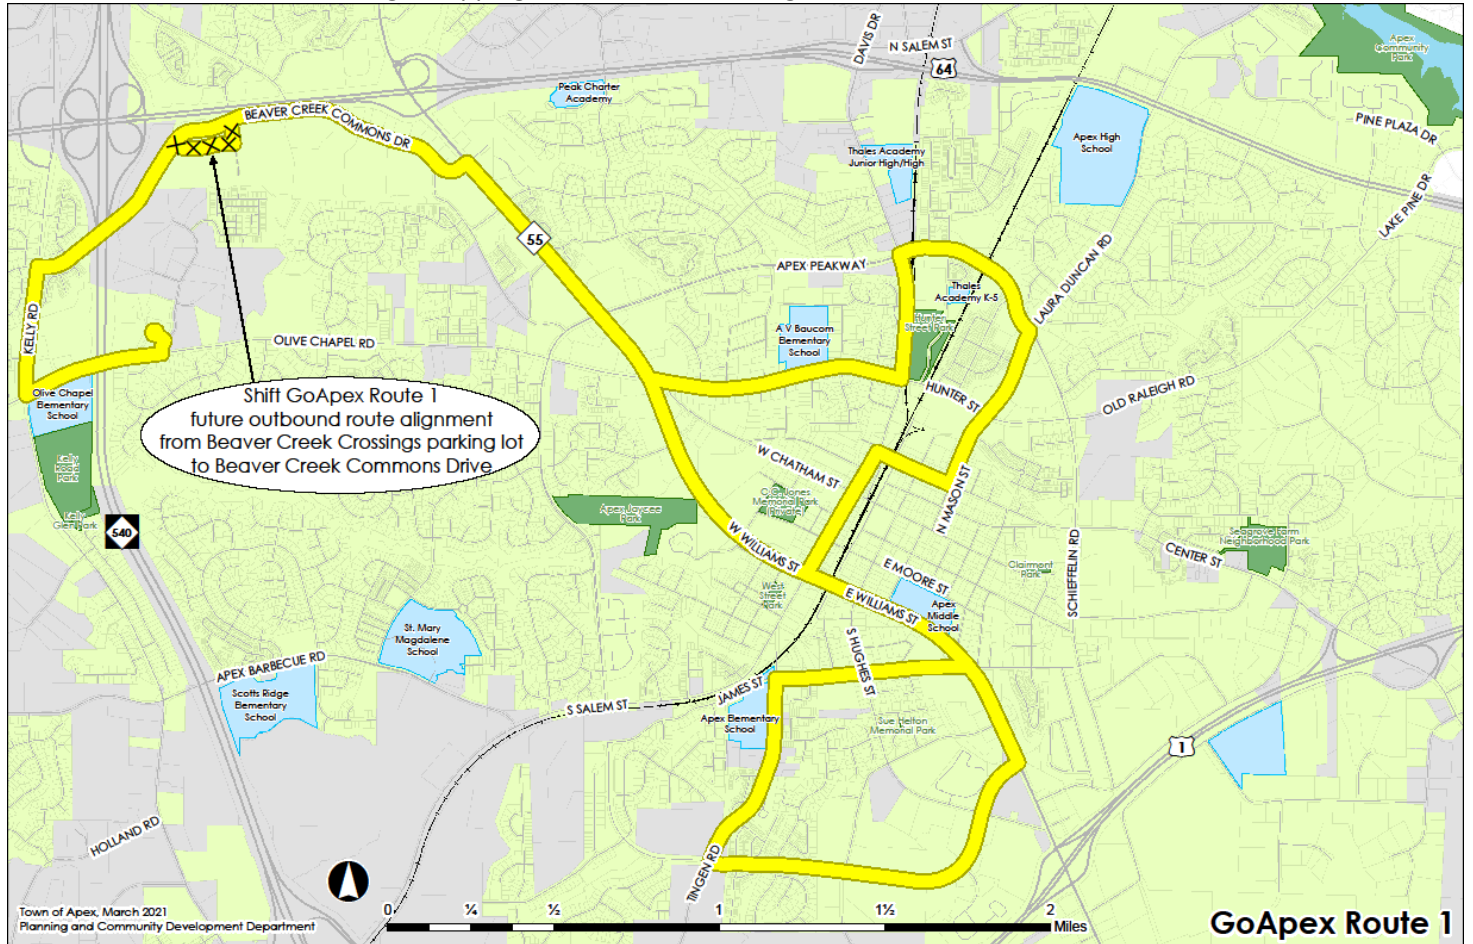 DAVIS DR
N SALEM ST
64
Apex
Community
Park
Peak Charter
Academy
BEAVER CREEK COMMONS DR
PINE PLAZA DR
Apex High
School
Thales Academy
Junior High/High
LAKE PINE DR
55
APEX PEAKWAY
LAURA DUNCAN RD
Thales
Academy K-5
Hunter
Street Park
KELLY RD
OLIVE CHAPEL RD
A V Baucom
Elementary
School
HUNTER ST
OLD RALEIGH RD
Olive Chapel
Elementary
School
Shift GoApex Route 1
future outbound route alignment
from Beaver Creek Crossings parking lot
to Beaver Creek Commons Drive
W CHATHAM ST
Kelly
Road
Park
Kelly
Glen Park
C.G. Jones
Memorial Park
(Private)
N MASON ST
Apex Jaycee
Park
540
W WILLIAMS ST
SCHIEFFELIN RD
Seagrove Farm
Neighborhood Park
CENTER ST
E MOORE ST
Clairmont
Park
West
Street
Park
E WILLIAMS ST
Apex
Middle
School
St. Mary
Magdalene
School
S HUGHES ST
APEX BARBECUE RD
Scotts Ridge
Elementary
School
JAMES ST
S SALEM ST
Apex Elementary
School
Sue Helton
Memorial Park
1
HOLLAND RD
TINGEN RD
Town of Apex, March 2021
Planning and Community Development Department
0 ¼ ½ 1 1½ 2
Miles
GoApex Route 1